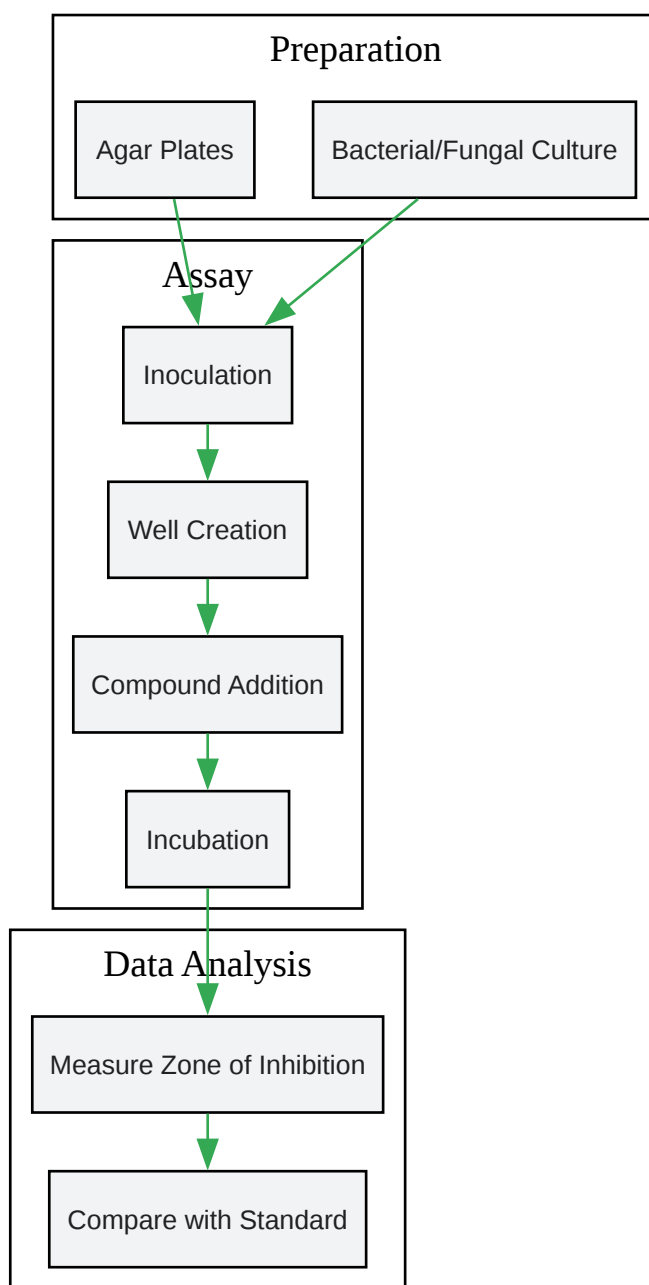 Preparation
Agar Plates
Bacterial/Fungal Culture
Assay
Inoculation
Well Creation
Compound Addition
Incubation
Data Analysis
Measure Zone of Inhibition
Compare with Standard